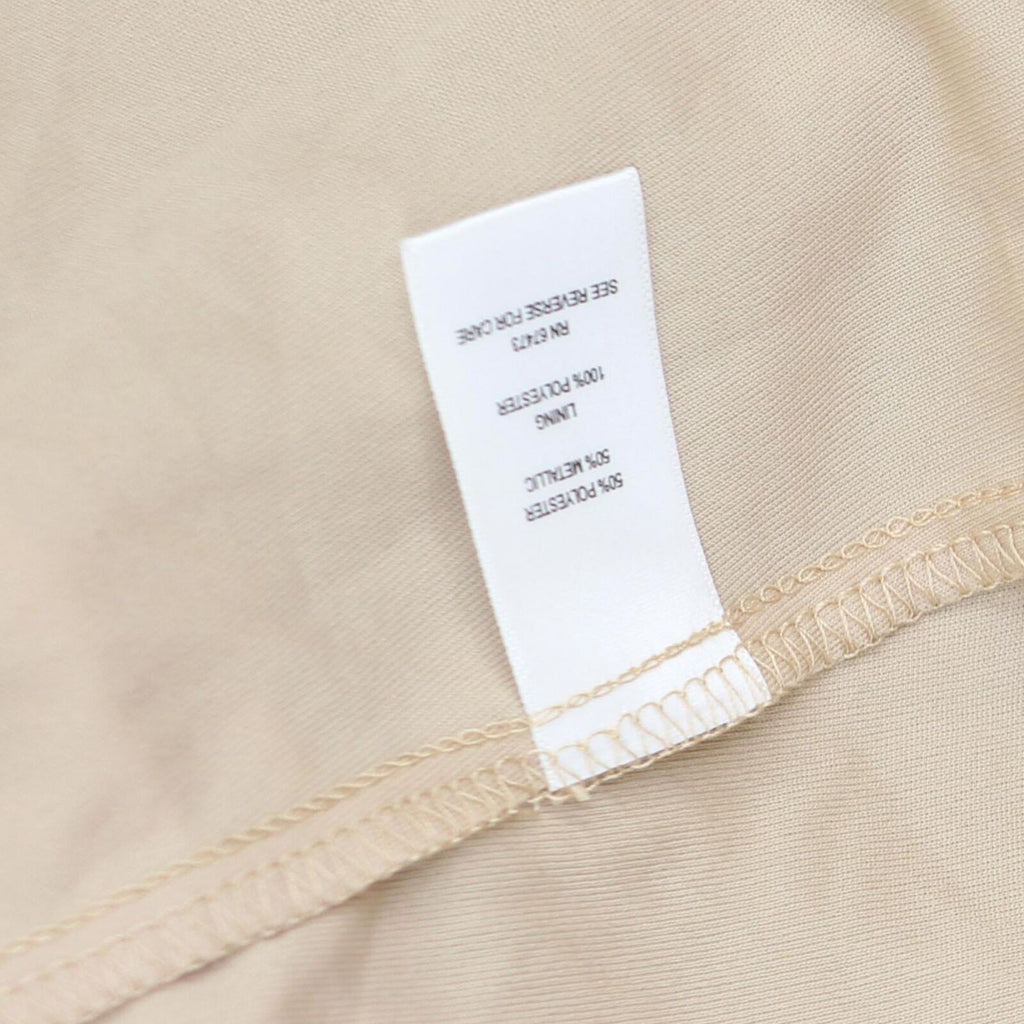 50% POLYESTER
50% METALLIC
LINING
100% POLYESTER
RN 67473
SEE REVERSE FOR CARE